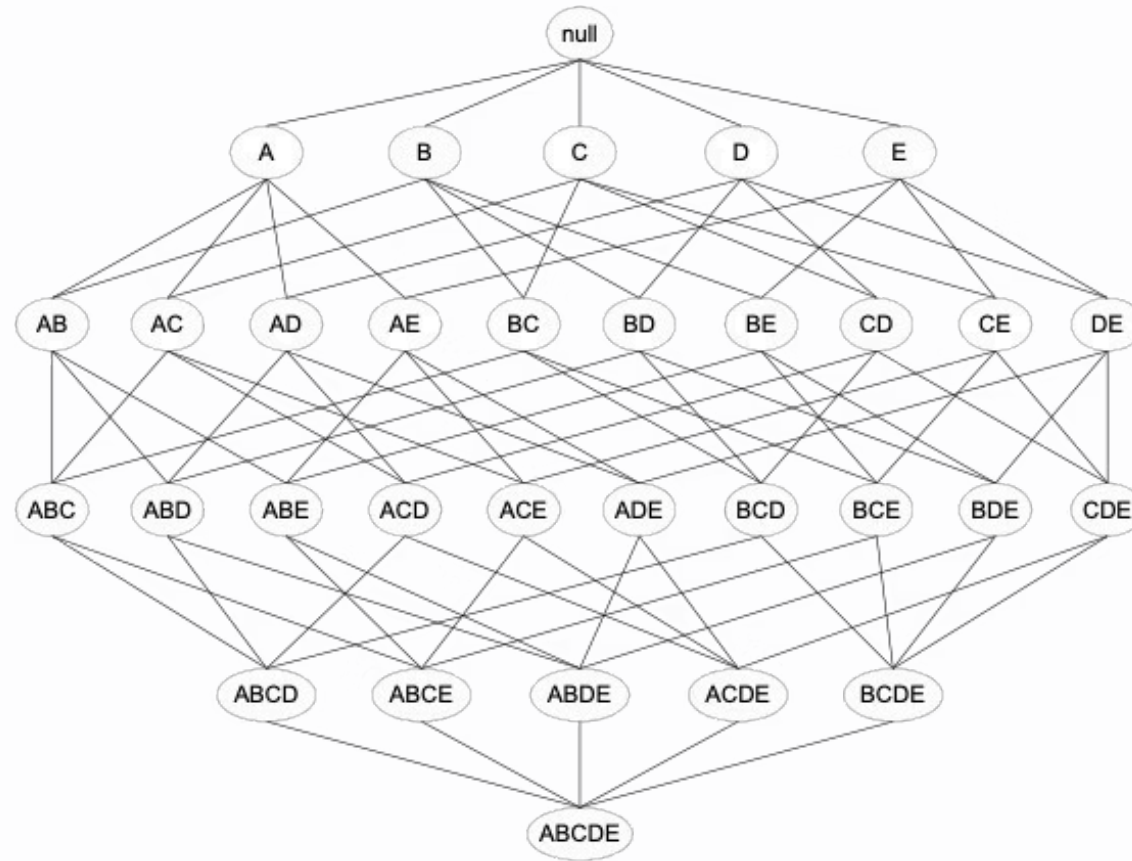 null
A B C D E
AB AC AD AE BC BD BE CD CE DE
ABC ABD ABE ACD ACE ADE BCD BCE BDE CDE
ABCD ABCE ABDE ACDE BCDE
ABCDE